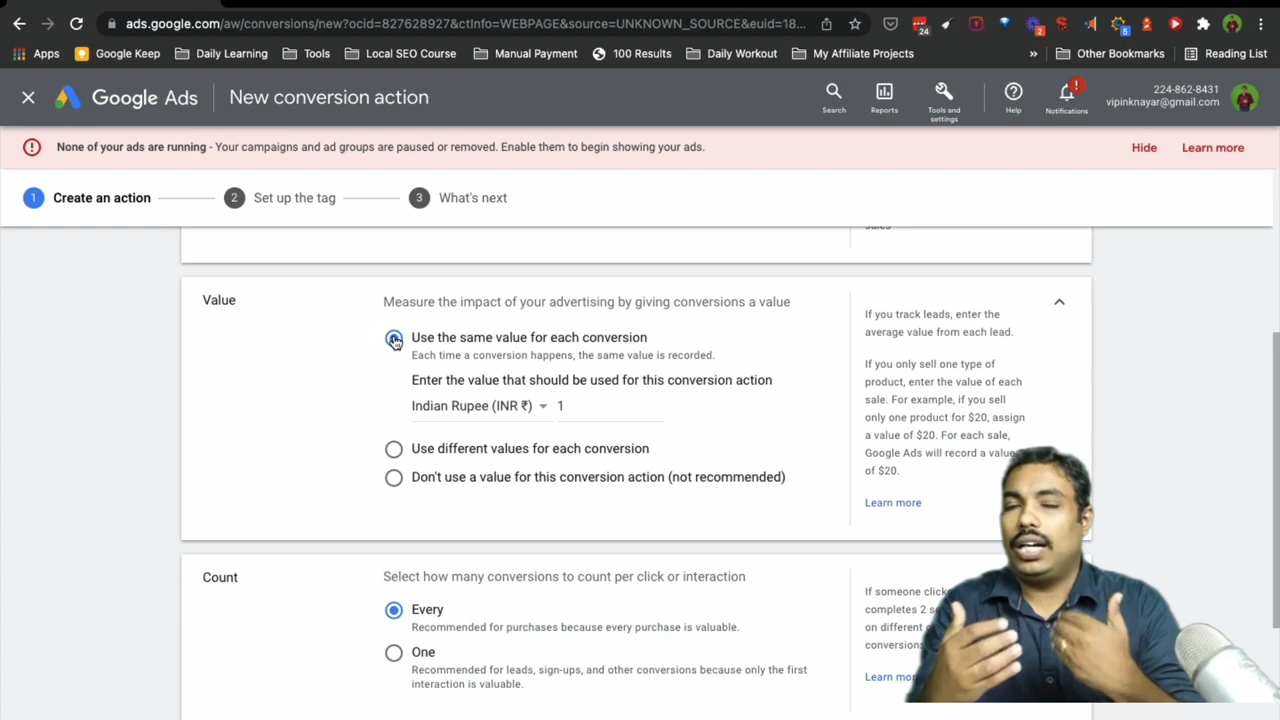 ads.google.com/aw/conversions/new?ocid=827628927&ctInfo=WEBPAGE&source=UNKNOWN_SOURCE&euid=18...
24
2
5
Apps
Google Keep
Daily Learning
Tools
Local SEO Course
Manual Payment
100 Results
Daily Workout
My Affiliate Projects
»
Other Bookmarks
Reading List
Google Ads
New conversion action
Search
Reports
Tools and
settings
Help
!
Notifications
224-862-8431
vipinknayar@gmail.com
None of your ads are running - Your campaigns and ad groups are paused or removed. Enable them to begin showing your ads.
Hide
Learn more
1 Create an action
2 Set up the tag
3 What's next
sales
Value
Measure the impact of your advertising by giving conversions a value
Use the same value for each conversion
Each time a conversion happens, the same value is recorded.
Enter the value that should be used for this conversion action
Indian Rupee (INR ₹) 1
Use different values for each conversion
Don't use a value for this conversion action (not recommended)
If you track leads, enter the
average value from each lead.
If you only sell one type of
product, enter the value of each
sale. For example, if you sell
only one product for $20, assign
a value of $20. For each sale,
Google Ads will record a value
of $20.
Learn more
Count
Select how many conversions to count per click or interaction
Every
Recommended for purchases because every purchase is valuable.
One
Recommended for leads, sign-ups, and other conversions because only the first
interaction is valuable.
If someone click
completes 2 s
on different
conversions
Learn mor